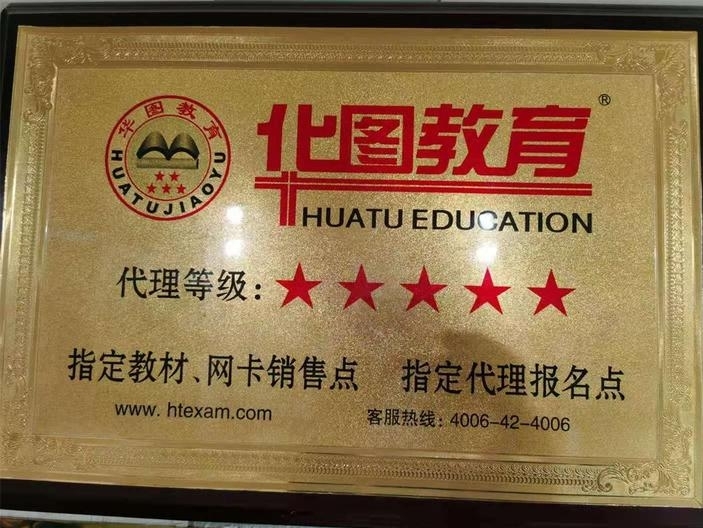 华图教育
HUATUJIAOYU
华图教育®
HUATU EDUCATION
代理等级：★★★★★
指定教材、网卡销售点 指定代理报名点
www. htexam.com 客服热线：4006-42-4006